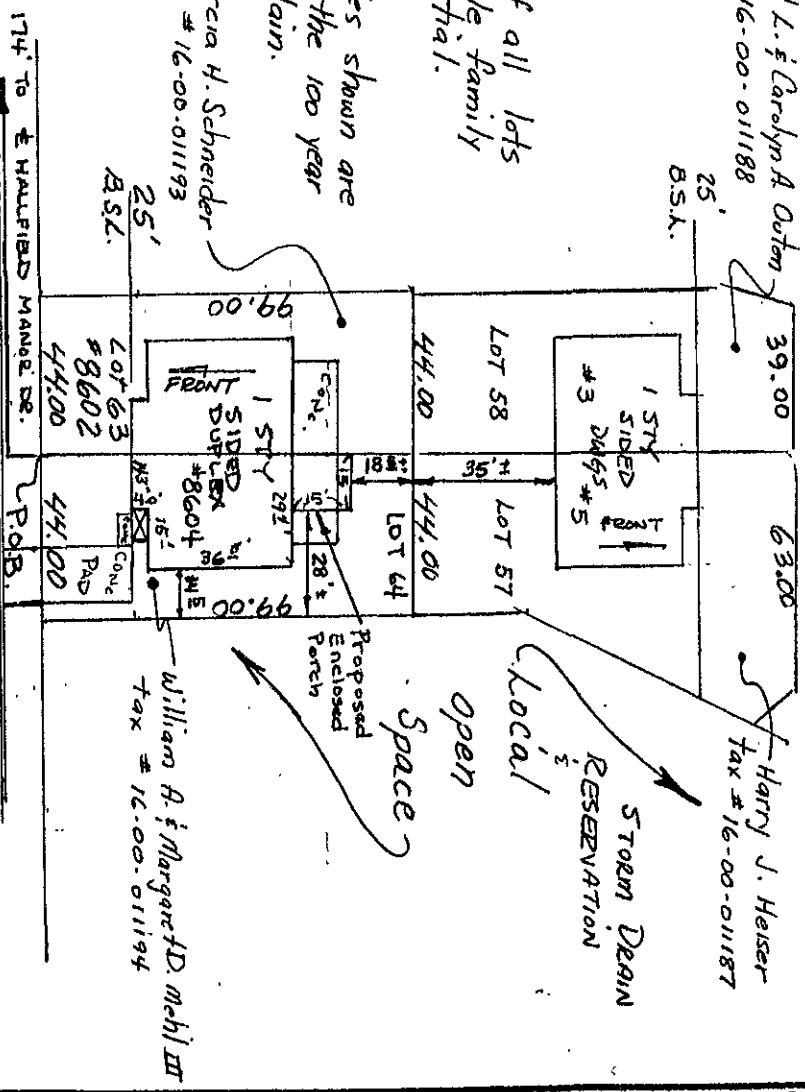 L. & Carolyn A. Outen
16-00-011188
39.00
63.00
Harry J. Heiser
Tax # 16-00-011187
25'
B.S.L.
f all lots
le family
tial.
1 STY
SIDED
DWGS
#3
#5
FRONT
STORM DRAIN
&
RESERVATION
Local
open
Space
LOT 58
LOT 57
35'±
44.00
44.00
es shown are
the 100 year
lain.
18'±
LOT 64
cia H. Schneider
# 16-00-011193
99.00
CONC.
15'
15'
Proposed
Enclosed
Porch
28'±
29'±
1 STY
SIDED
DUPLEX
#8604
36'
FRONT
99.00
15'
25'
B.S.L.
LOT 63
#8602
44.00
44.00
CONC
PAD
William A. & Margaret D. Mehl III
tax # 16-00-011194
P.O.B.
174' TO ℄ HALLFIELD MANOR DR.